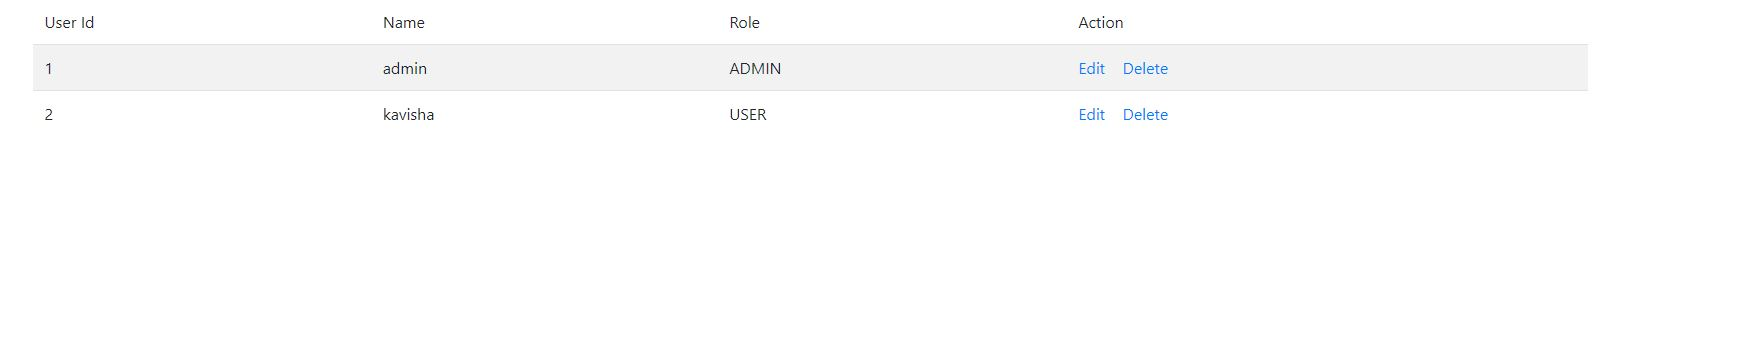 User Id Name Role Action
1 admin ADMIN Edit Delete
2 kavisha USER Edit Delete